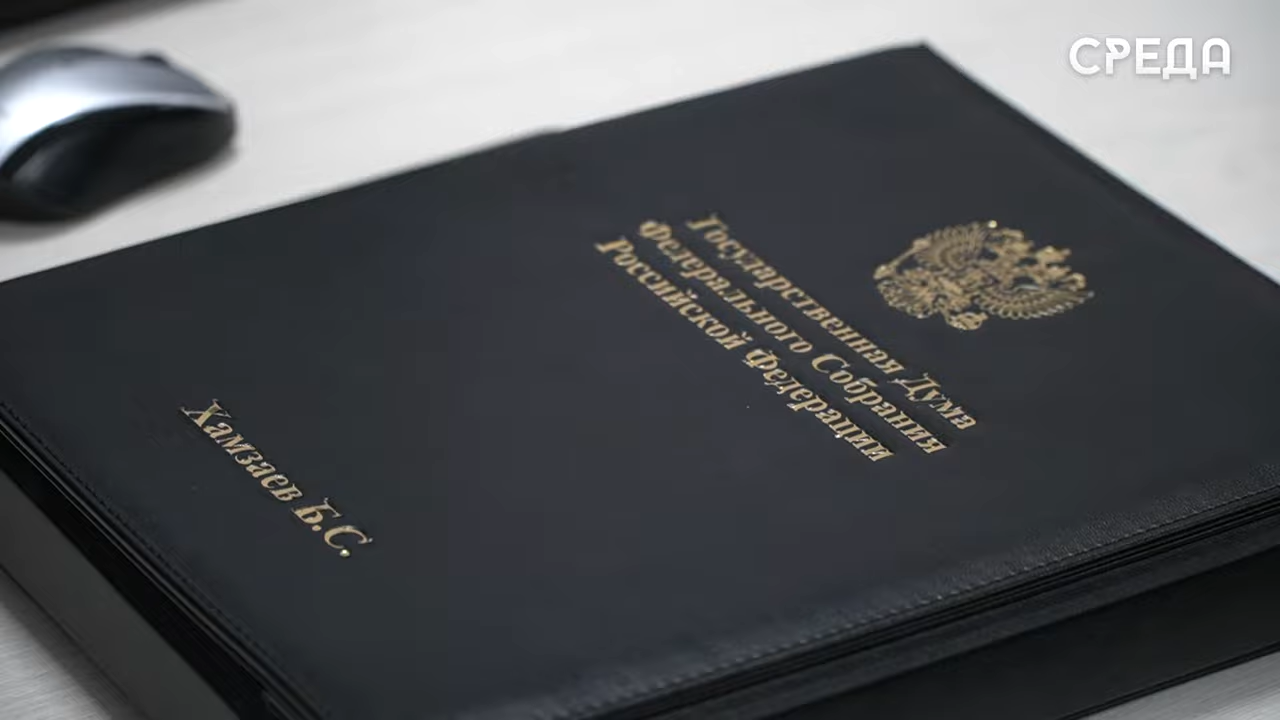 СРЕДА
Государственная Дума
Федерального Собрания
Российской Федерации
Хамзаев Б.С.